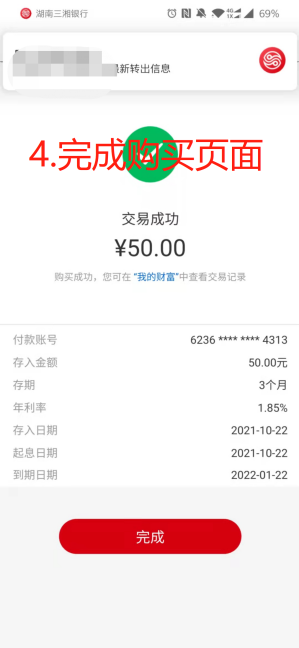 湖南三湘银行
4G
1X
69%
新转出信息
4.完成购买页面
交易成功
¥50.00
购买成功，您可在 “我的财富”中查看交易记录
付款账号 6236 **** **** 4313
存入金额 50.00元
存期 3个月
年利率 1.85%
存入日期 2021-10-22
起息日期 2021-10-22
到期日期 2022-01-22
完成